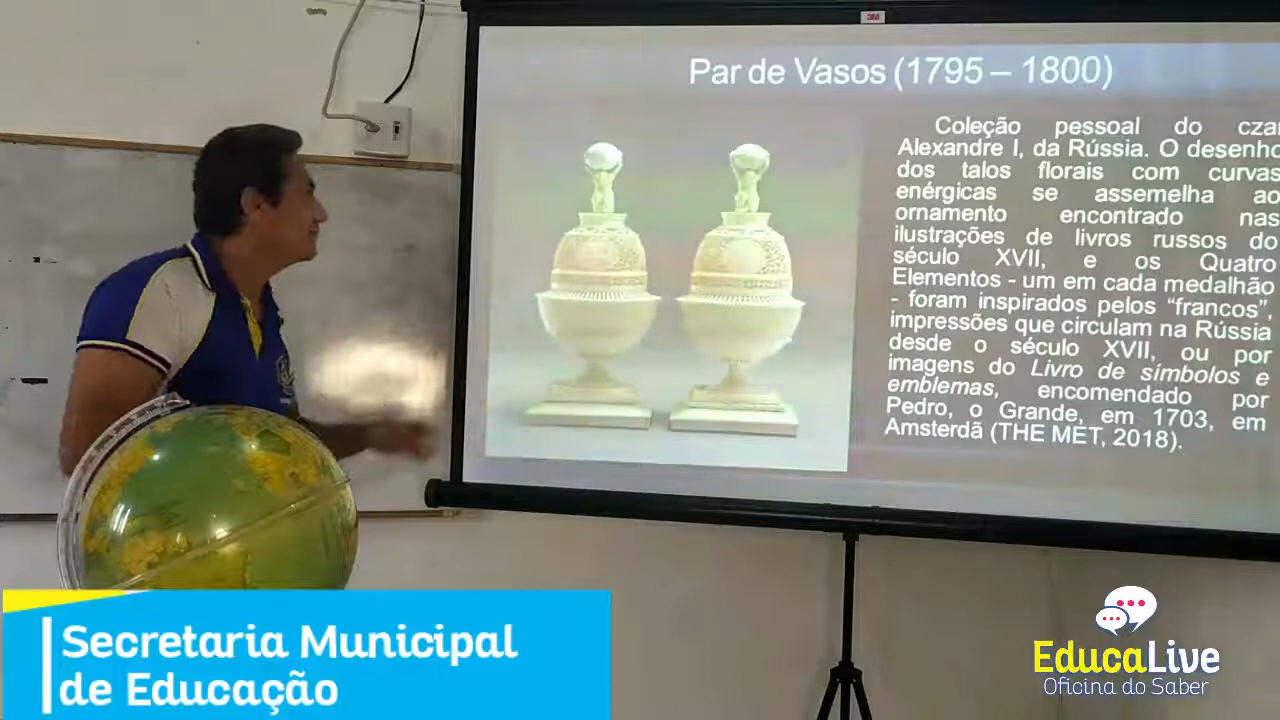 3M
Par de Vasos (1795 – 1800)
Coleção pessoal do cza
Alexandre I, da Rússia. O desenho
dos talos florais com curvas
enérgicas se assemelha ao
ornamento encontrado nas
ilustrações de livros russos do
século XVII, e os Quatro
Elementos - um em cada medalhão
- foram inspirados pelos “francos”,
impressões que circulam na Rússia
desde o século XVII, ou por
imagens do Livro de símbolos e
emblemas, encomendado por
Pedro, o Grande, em 1703, em
Amsterdã (THE MET, 2018).
Secretaria Municipal
de Educação
EducaLive
Oficina do Saber